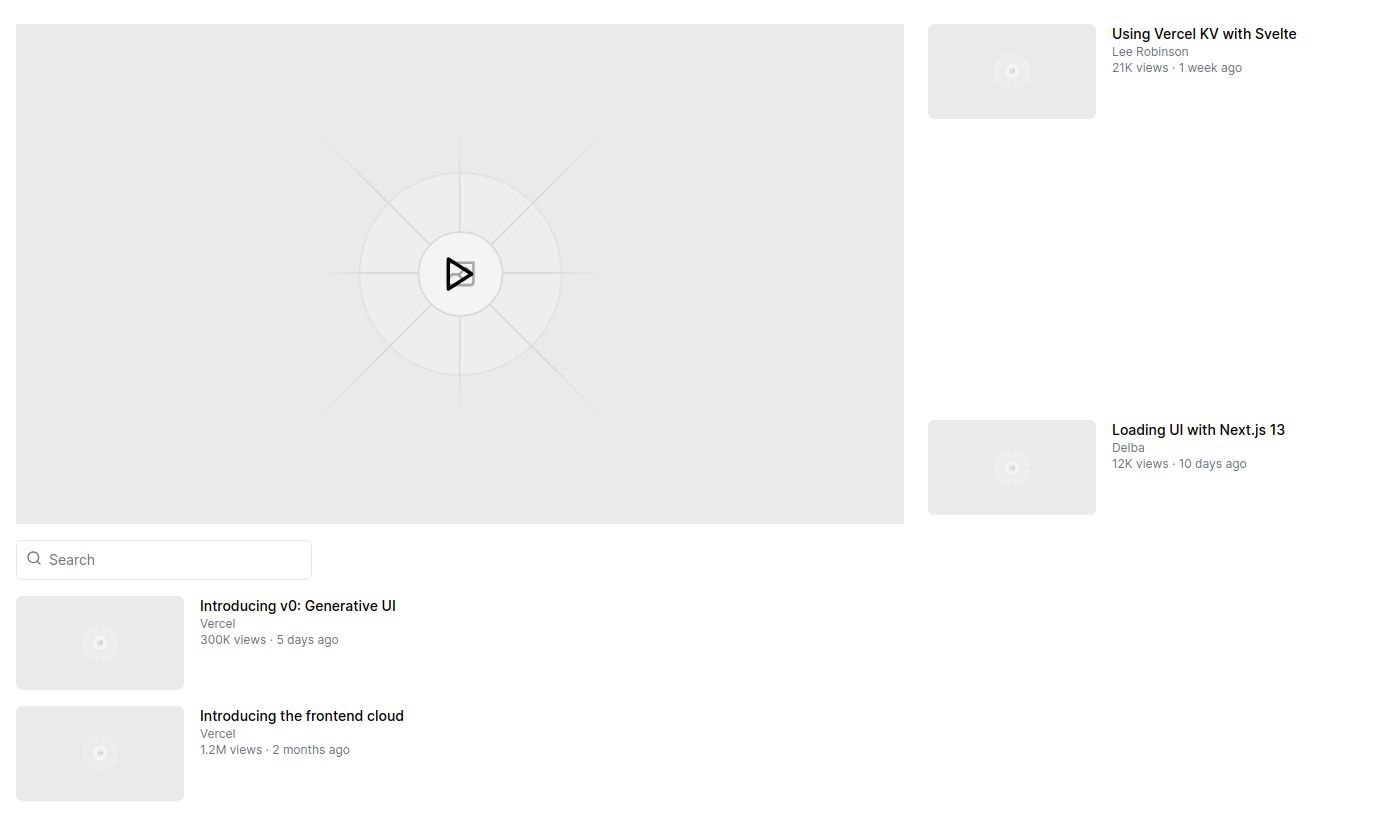 Using Vercel KV with Svelte
Lee Robinson
21K views · 1 week ago
Loading UI with Next.js 13
Delba
12K views · 10 days ago
Search
Introducing v0: Generative UI
Vercel
300K views · 5 days ago
Introducing the frontend cloud
Vercel
1.2M views · 2 months ago